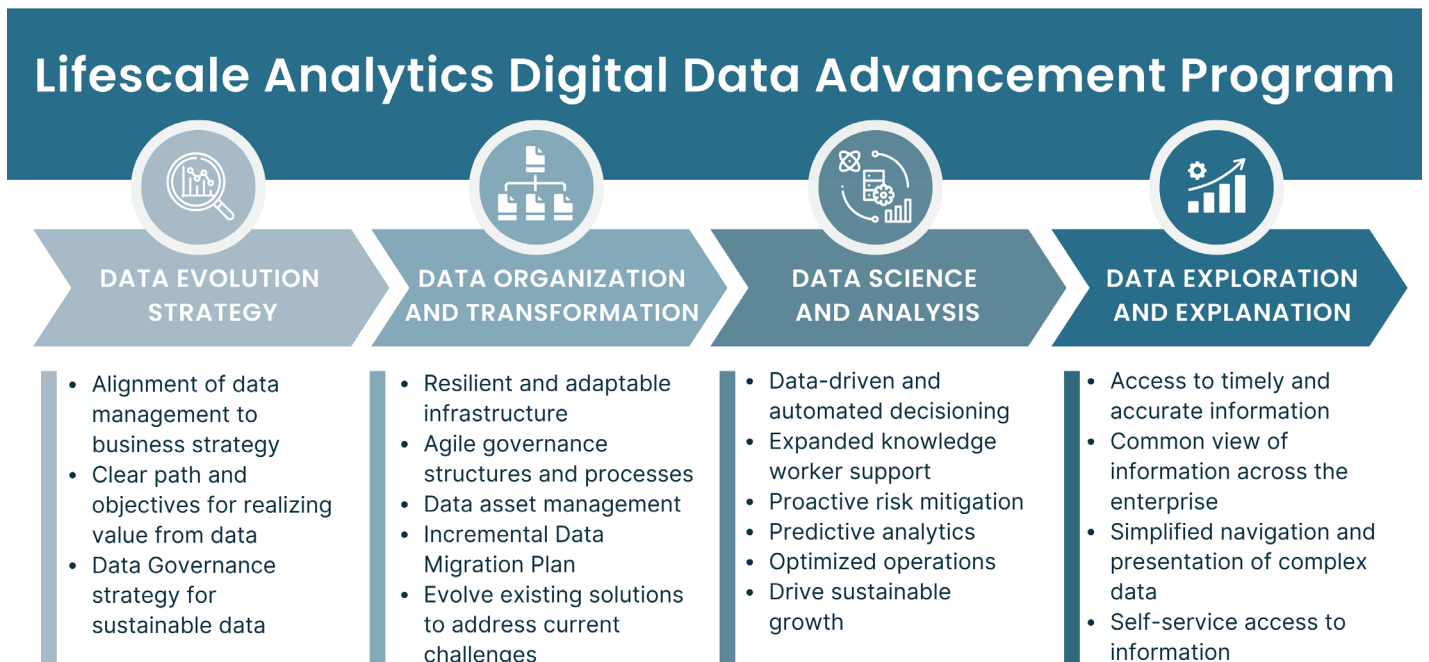 Lifescale Analytics Digital Data Advancement Program
DATA EVOLUTION
STRATEGY
• Alignment of data
management to
business strategy
• Clear path and
objectives for realizing
value from data
• Data Governance
strategy for
sustainable data
DATA ORGANIZATION
AND TRANSFORMATION
• Resilient and adaptable
infrastructure
• Agile governance
structures and processes
• Data asset management
• Incremental Data
Migration Plan
• Evolve existing solutions
to address current
challenges
DATA SCIENCE
AND ANALYSIS
• Data-driven and
automated decisioning
• Expanded knowledge
worker support
• Proactive risk mitigation
• Predictive analytics
• Optimized operations
• Drive sustainable
growth
DATA EXPLORATION
AND EXPLANATION
• Access to timely and
accurate information
• Common view of
information across the
enterprise
• Simplified navigation and
presentation of complex
data
• Self-service access to
information